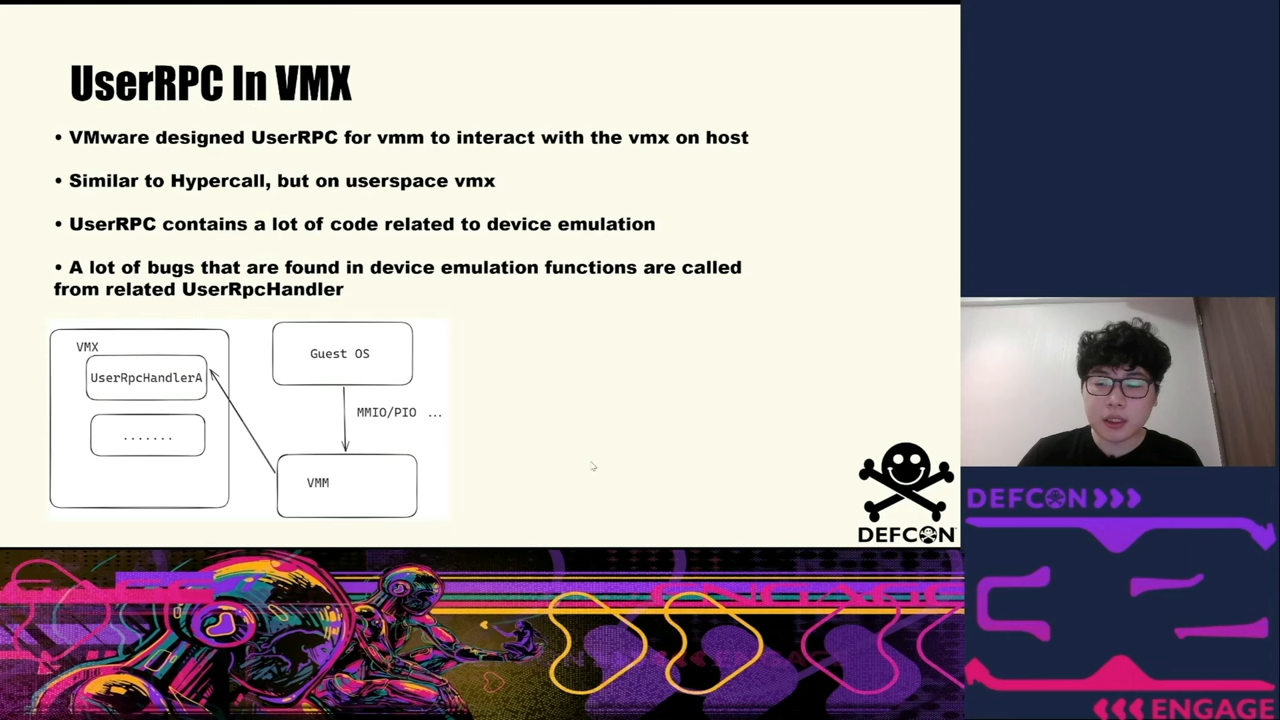 UserRPC In VMX
• VMware designed UserRPC for vmm to interact with the vmx on host
• Similar to Hypercall, but on userspace vmx
• UserRPC contains a lot of code related to device emulation
• A lot of bugs that are found in device emulation functions are called
from related UserRpcHandler
VMX
UserRpcHandlerA
.......
Guest OS
MMIO/PIO ...
VMM
DEFCON
DEFCON
ENGAGE